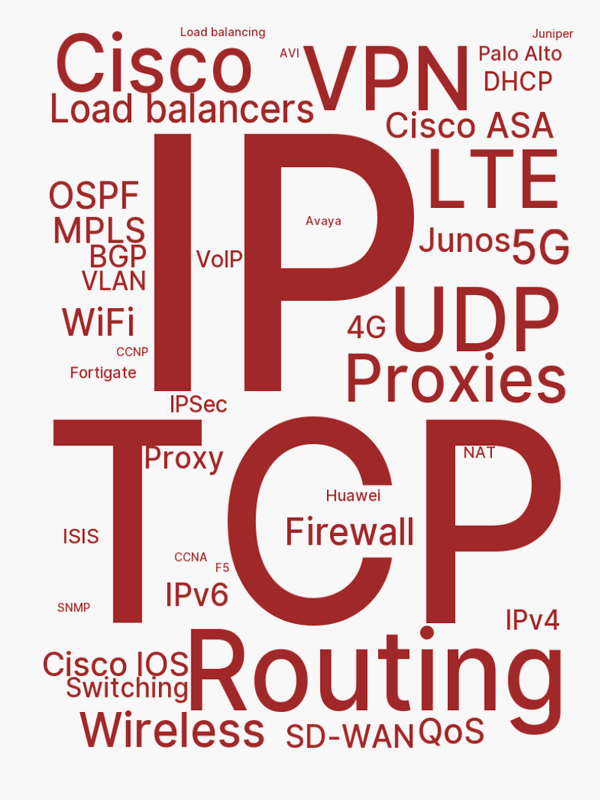 Load balancing
Juniper
Cisco
AVI
VPN
Palo Alto
DHCP
Load balancers
Cisco ASA
IP
LTE
OSPF
Avaya
MPLS
Junos
5G
BGP
VoIP
VLAN
WiFi
4G
UDP
CCNP
Fortigate
Proxies
IPSec
TCP
Proxy
NAT
Huawei
ISIS
Firewall
CCNA
F5
IPv6
SNMP
IPv4
Cisco IOS
Routing
Switching
Wireless
SD-WAN
QoS